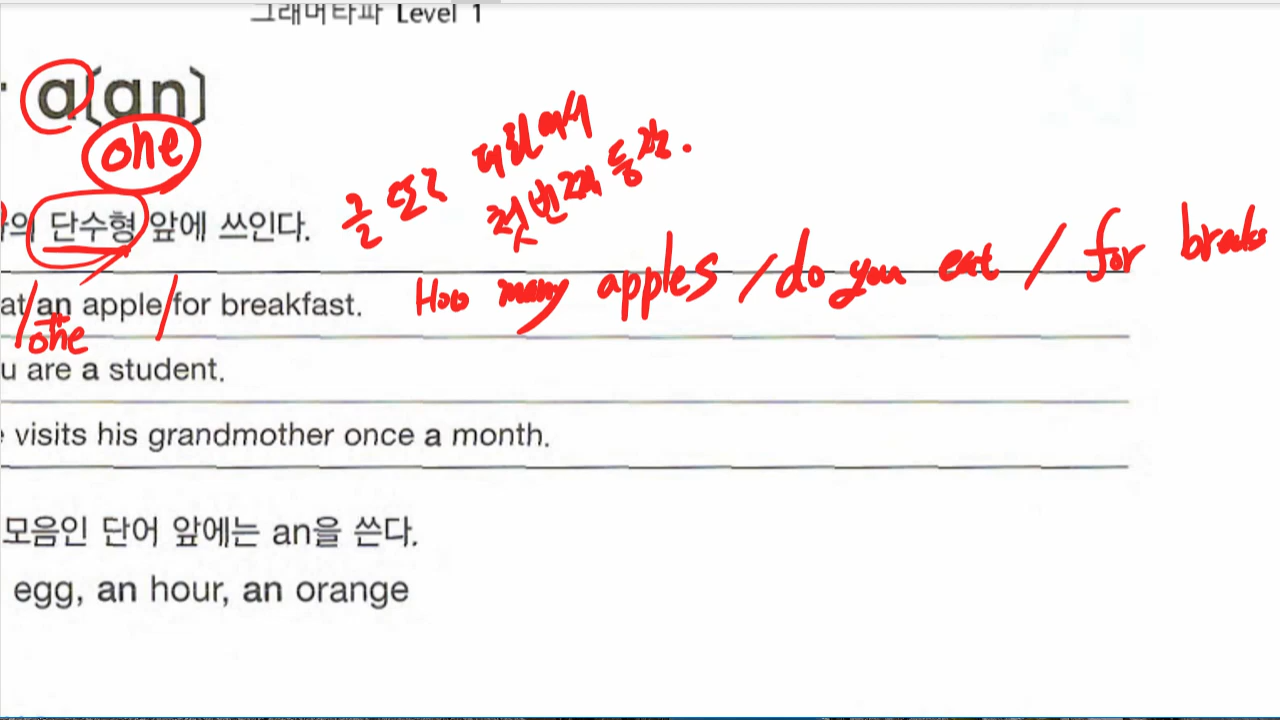 그래머타파 Level 1
a(an)
one
글 또는 대화에서
첫번째 등장.
의 단수형 앞에 쓰인다.
How many apples / do you eat / for
at/an apple/for breakfast.
one
u are a student.
visits his grandmother once a month.
모음인 단어 앞에는 an을 쓴다.
egg, an hour, an orange